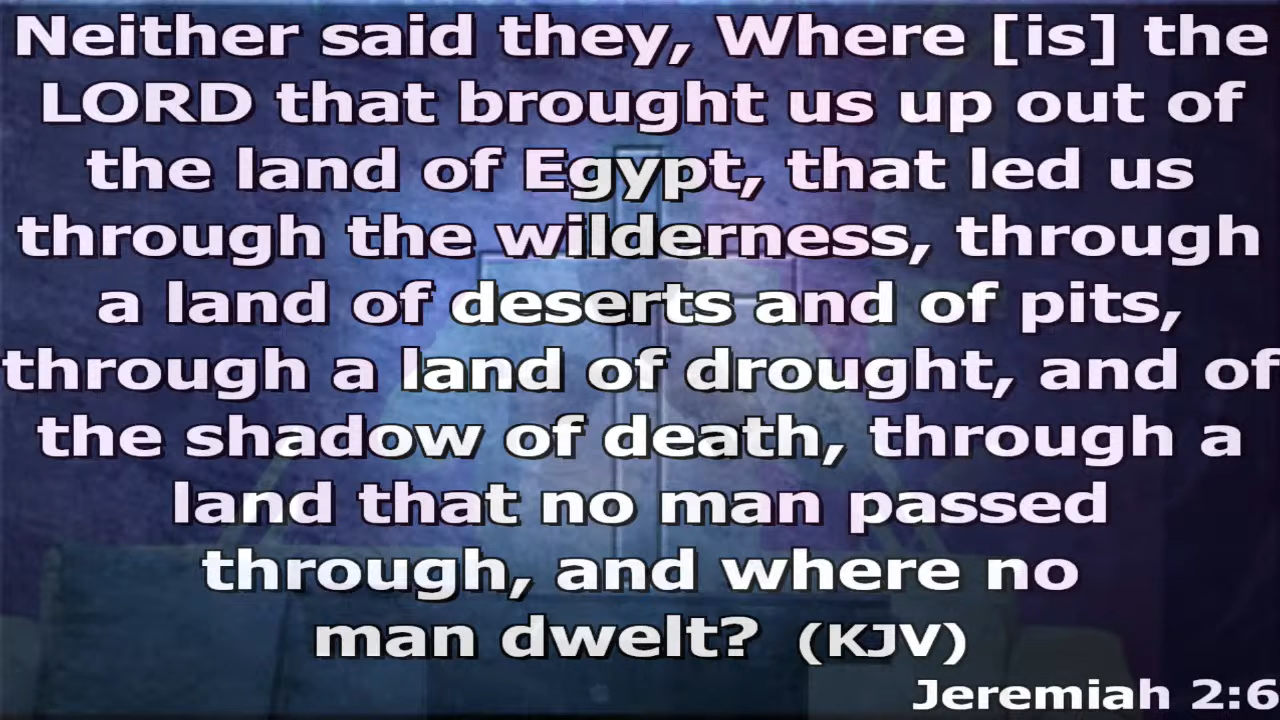 Neither said they, Where [is] the
LORD that brought us up out of
the land of Egypt, that led us
through the wilderness, through
a land of deserts and of pits,
through a land of drought, and of
the shadow of death, through a
land that no man passed
through, and where no
man dwelt? (KJV)
Jeremiah 2:6